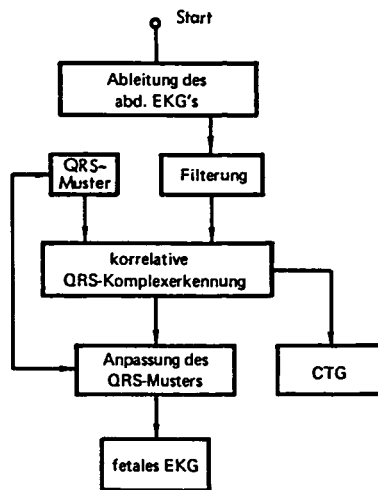 Start
Ableitung des
abd. EKG's
QRS-
Muster
Filterung
korrelative
QRS-Komplexerkennung
Anpassung des
QRS-Musters
CTG
fetales EKG